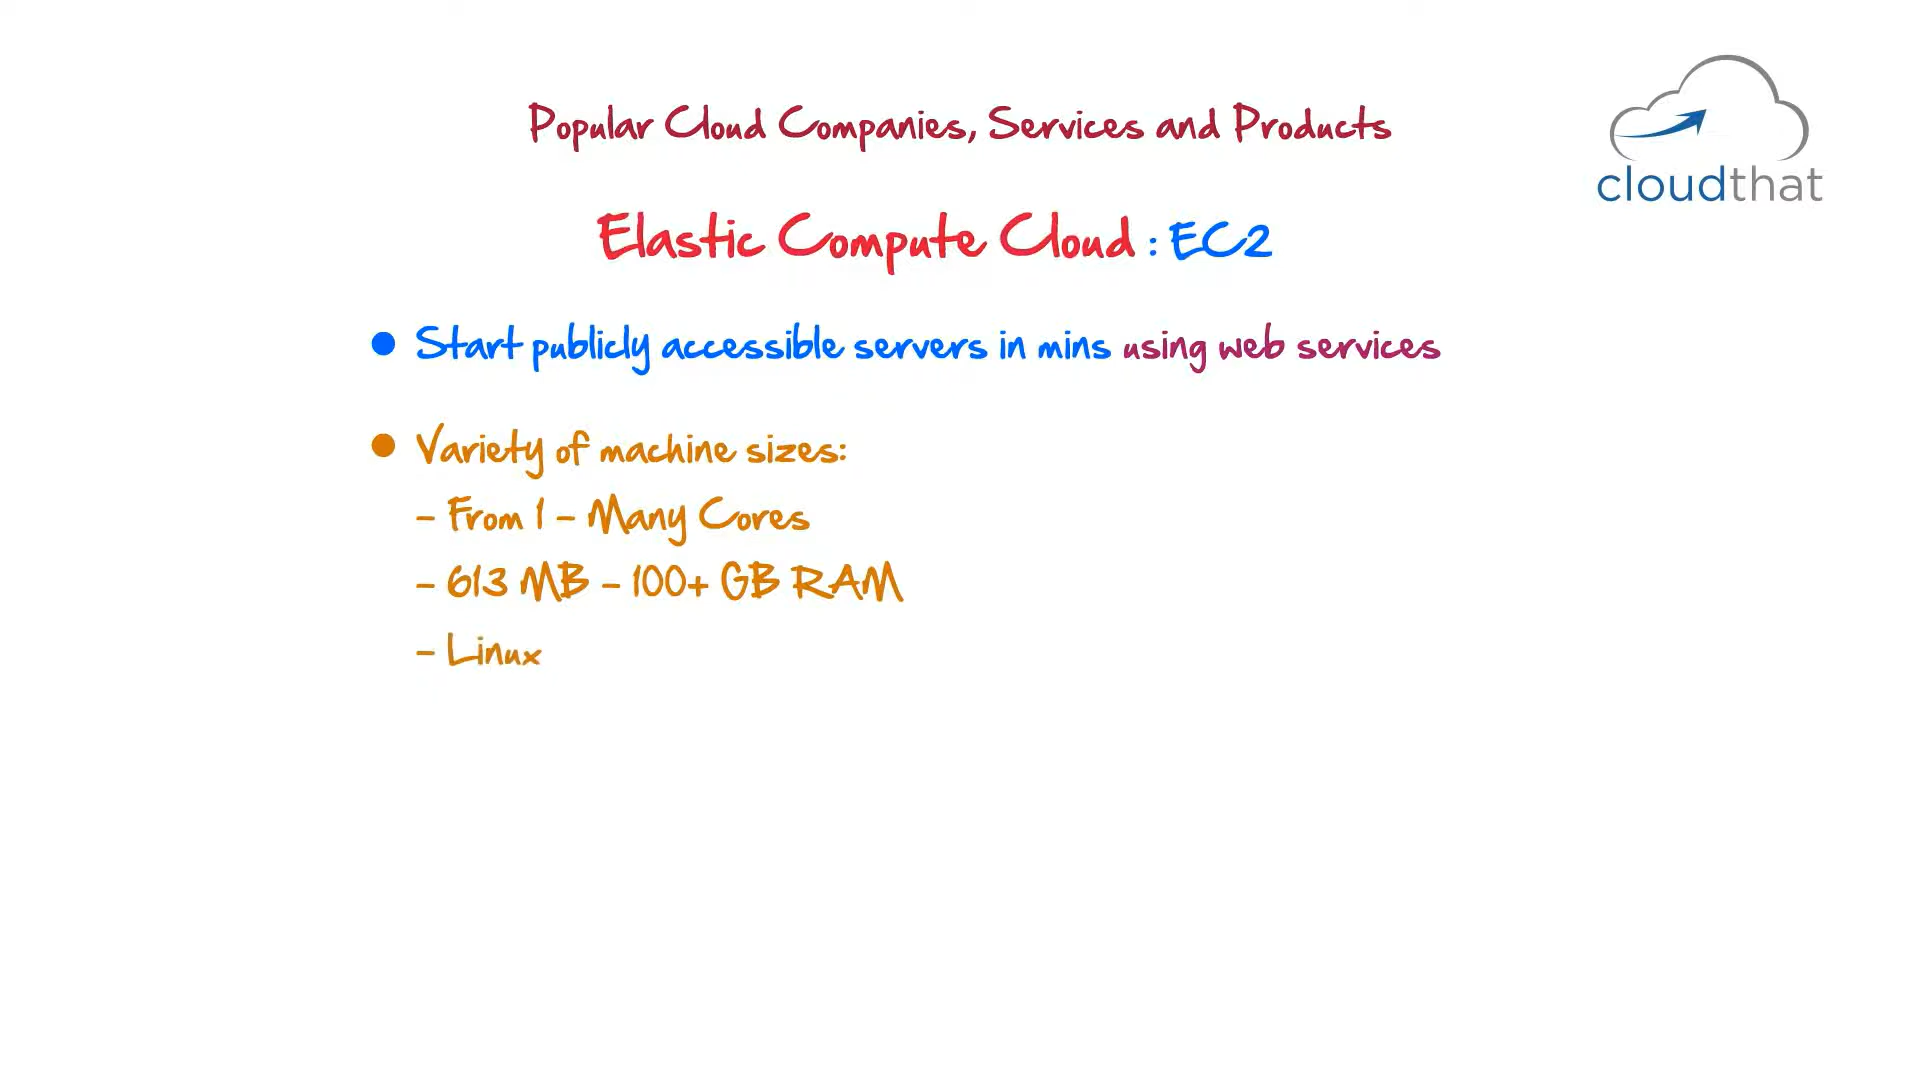 Popular Cloud Companies, Services and Products
cloudthat
Elastic Compute Cloud : EC2
● Start publicly accessible servers in mins using web services
● Variety of machine sizes:
- From 1 - Many Cores
- 613 MB - 100+ GB RAM
- Linux